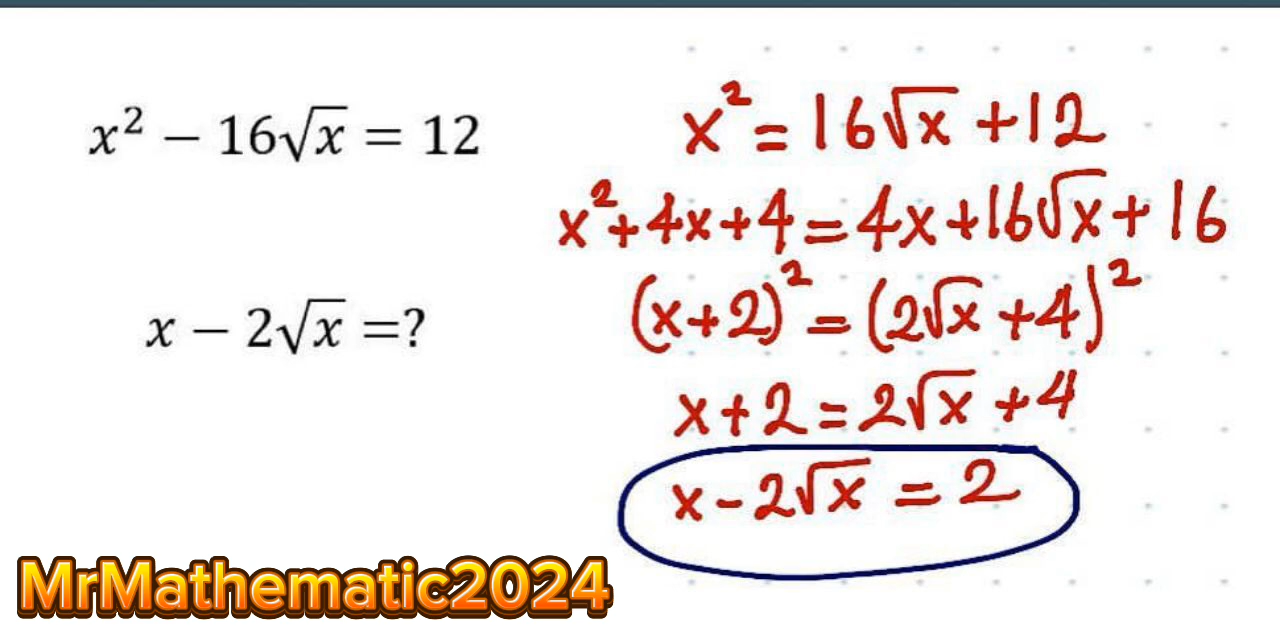 x² − 16√x = 12
x − 2√x =?
x² = 16√x + 12
x² + 4x + 4 = 4x + 16√x + 16
(x + 2)² = (2√x + 4)²
x + 2 = 2√x + 4
x − 2√x = 2
MrMathematic2024